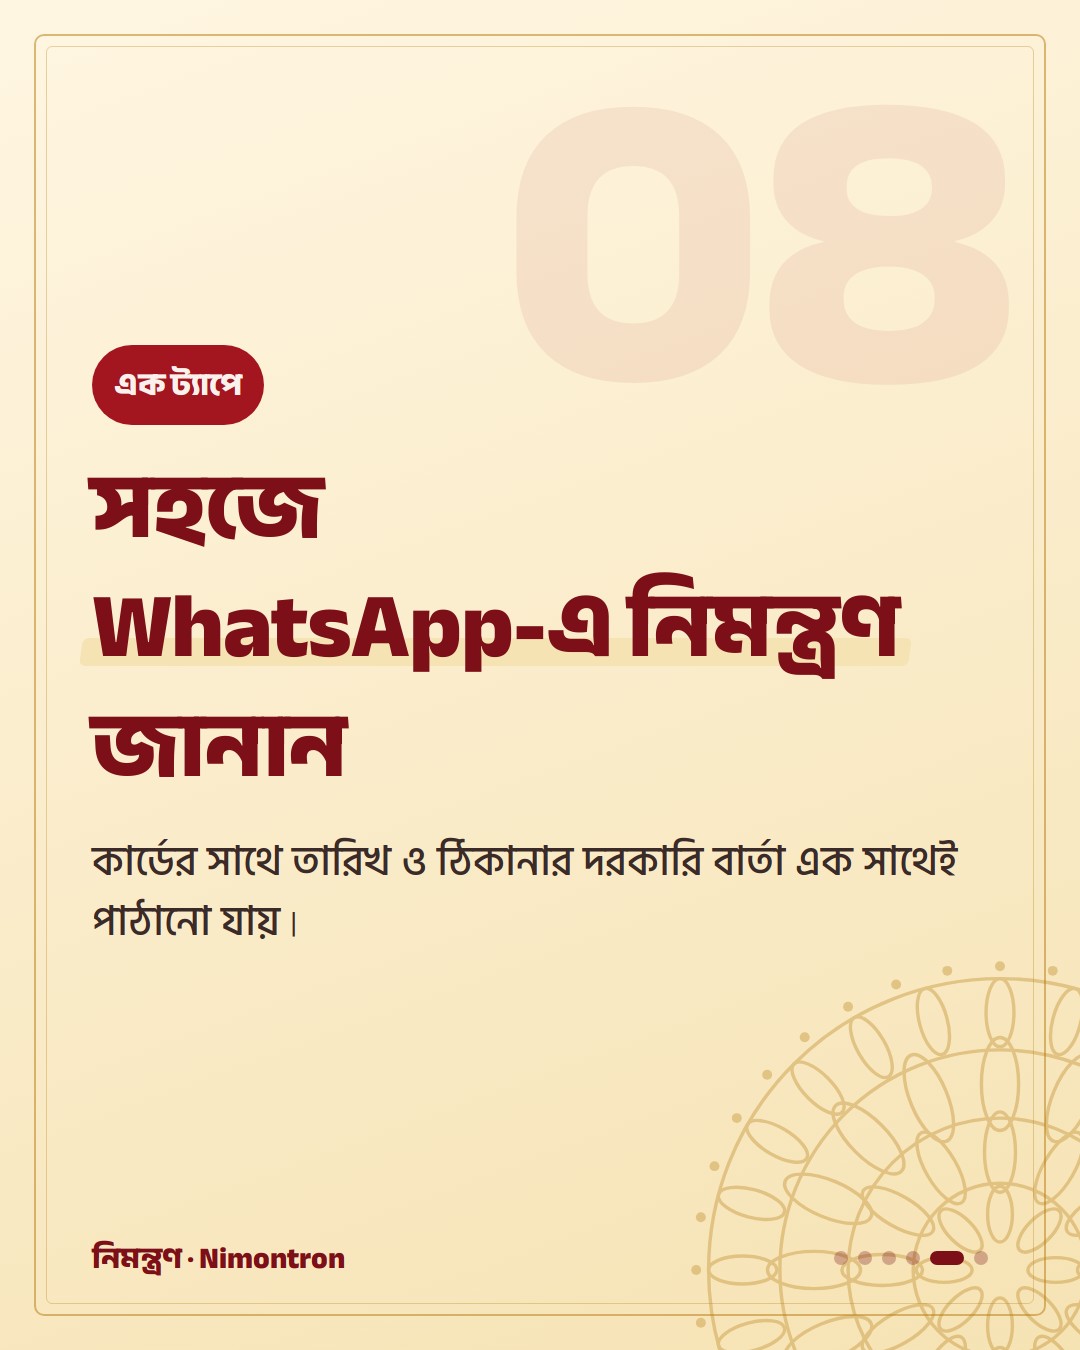 08
এক ট্যাপে
সহজে
WhatsApp-এ নিমন্ত্রণ
জানান
কার্ডের সাথে তারিখ ও ঠিকানার দরকারি বার্তা এক সাথেই
পাঠানো যায়।
নিমন্ত্রণ · Nimontron